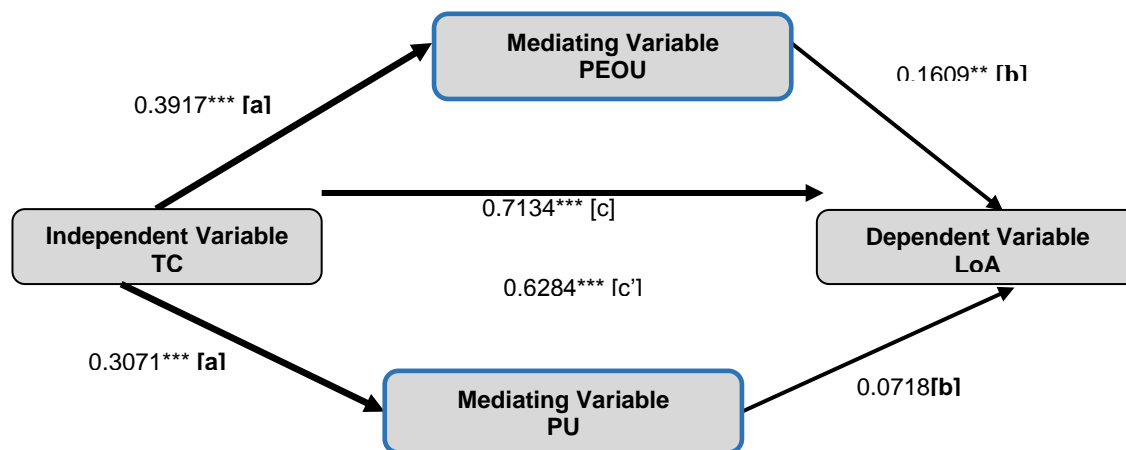 Mediating Variable
PEOU
0.1609** [b]
0.3917*** [a]
0.7134*** [c]
Independent Variable
TC
Dependent Variable
LoA
0.6284*** [c']
0.3071*** [a]
Mediating Variable
PU
0.0718[b]